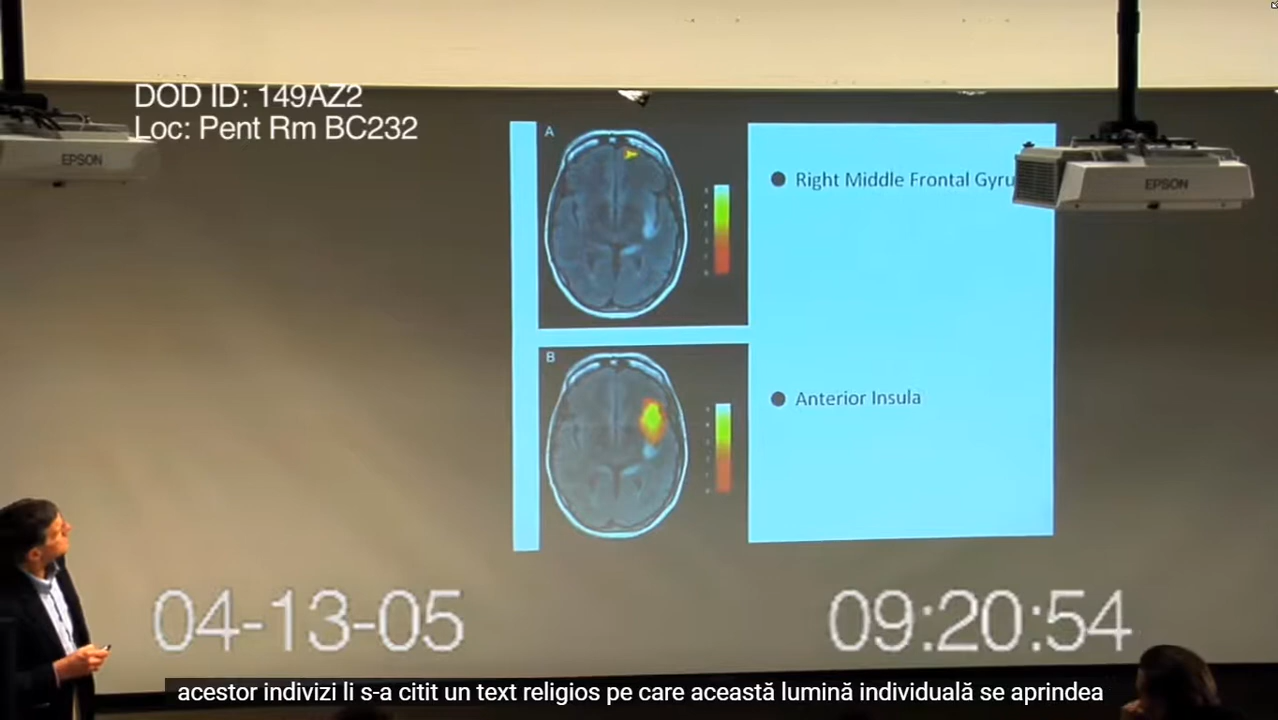 DOD ID: 149AZ2
Loc: Pent Rm BC232
EPSON
EPSON
A
Right Middle Frontal Gyru
B
Anterior Insula
04-13-05
09:20:54
acestor indivizi li s-a citit un text religios pe care această lumină individuală se aprindea